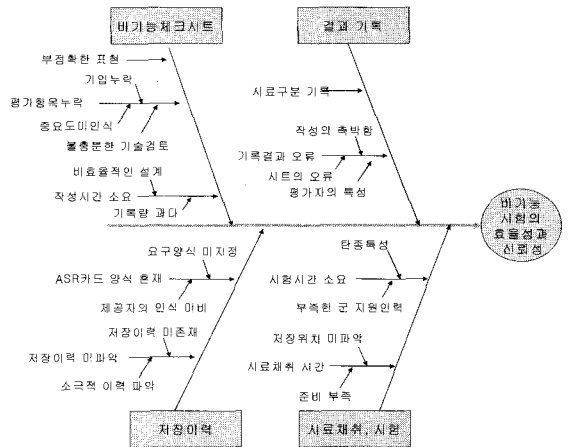 비기능체크시트
결과 기록
부정확한 표현
기입누락
평가항목누락
중요도미인식
불충분한 기술검토
비효율적인 설계
작성시간 소요
기록량 과다
시료구분 기록
작성의 촉박함
기록결과 오류
시트의 오류
평가자의 특성
비기능
시험의
효율성과
신뢰성
요구양식 미지정
ASR카드 양식 혼재
제공자의 인식 미비
저장이력 미존재
저장이력 미파악
소극적 이력 파악
탄종특성
시험시간 소요
부족한 군 지원인력
저장위치 미파악
시료채취 시간
준비 부족
저장이력
시료채취, 시험